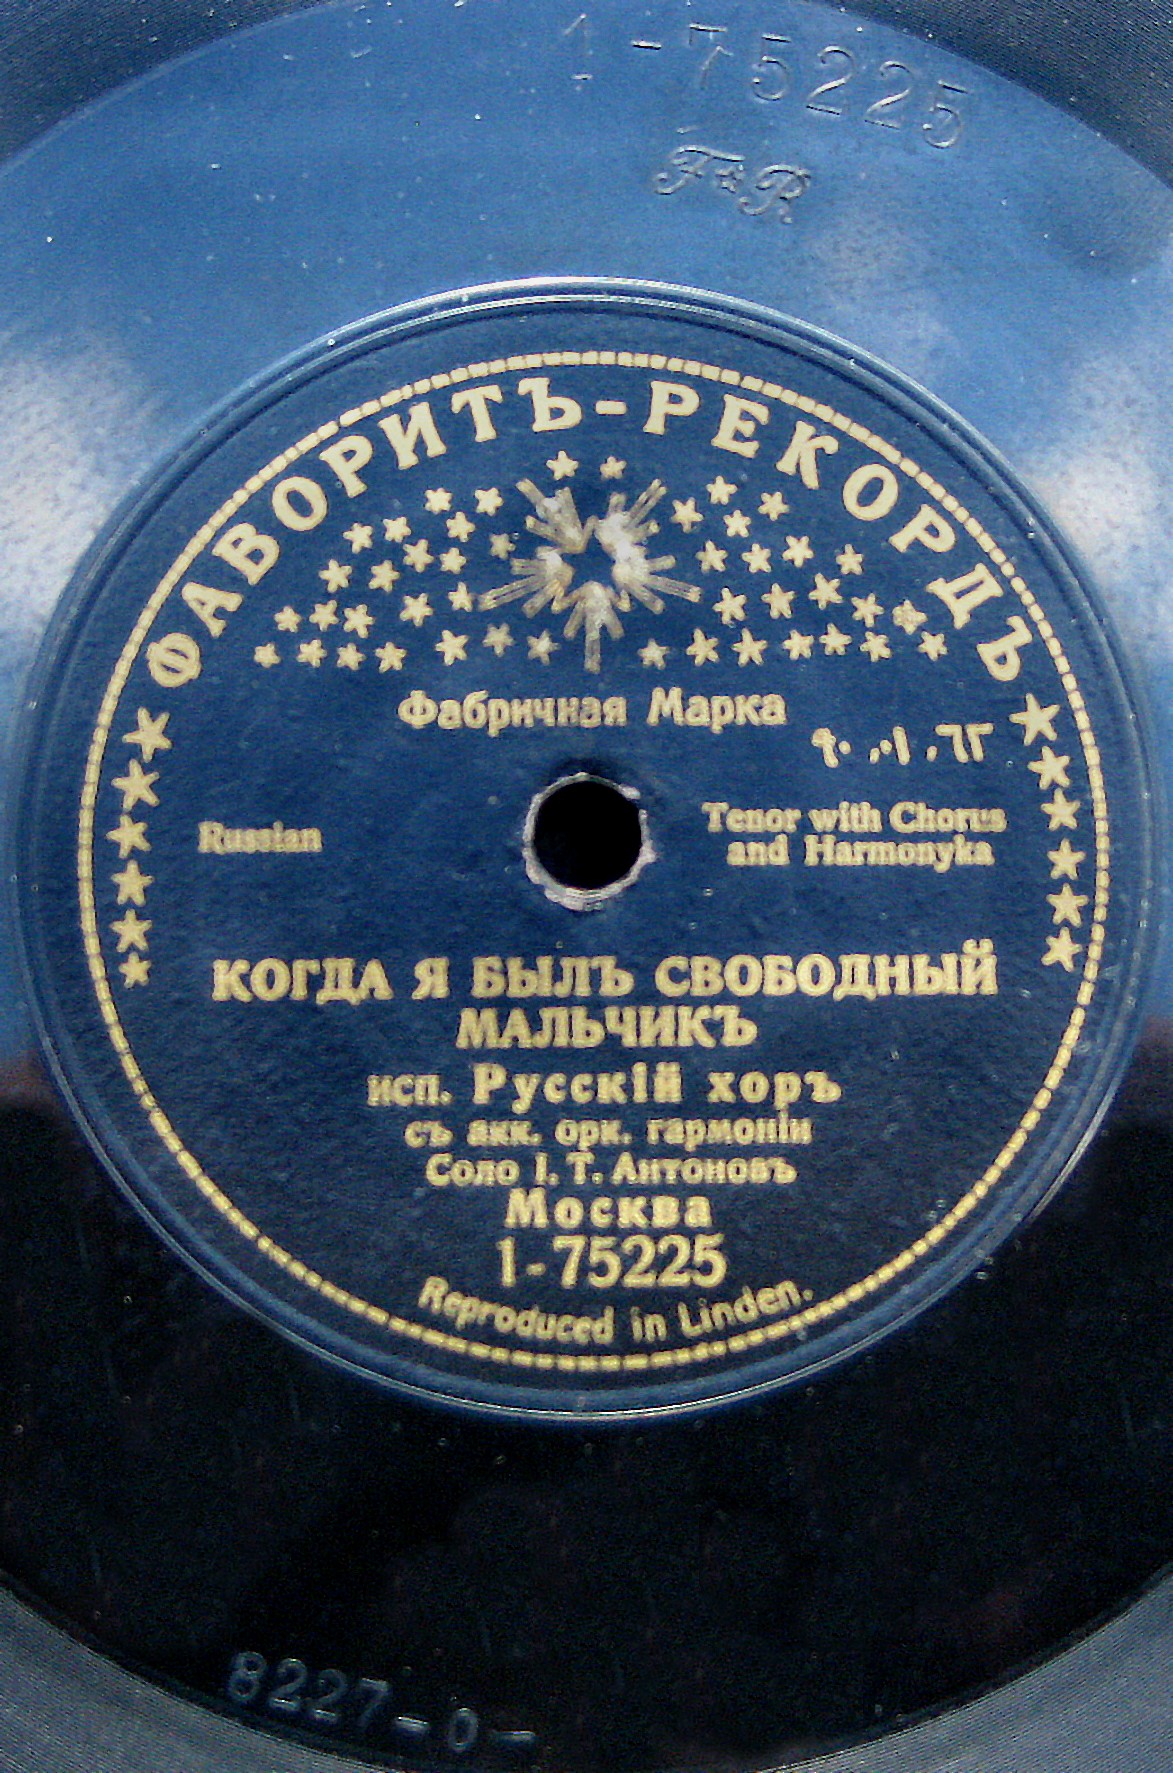 1-75225
F&R
ФАВОРИТЪ-РЕКОРДЪ
Фабричная Марка
Russian
Tenor with Chorus
and Harmonyka
КОГДА Я БЫЛЪ СВОБОДНЫЙ
МАЛЬЧИКЪ
исп. Русскій хоръ
съ акк. орк. гармоніи
Соло І. Т. Антоновъ
Москва
1-75225
Reproduced in Linden.
8227-o-